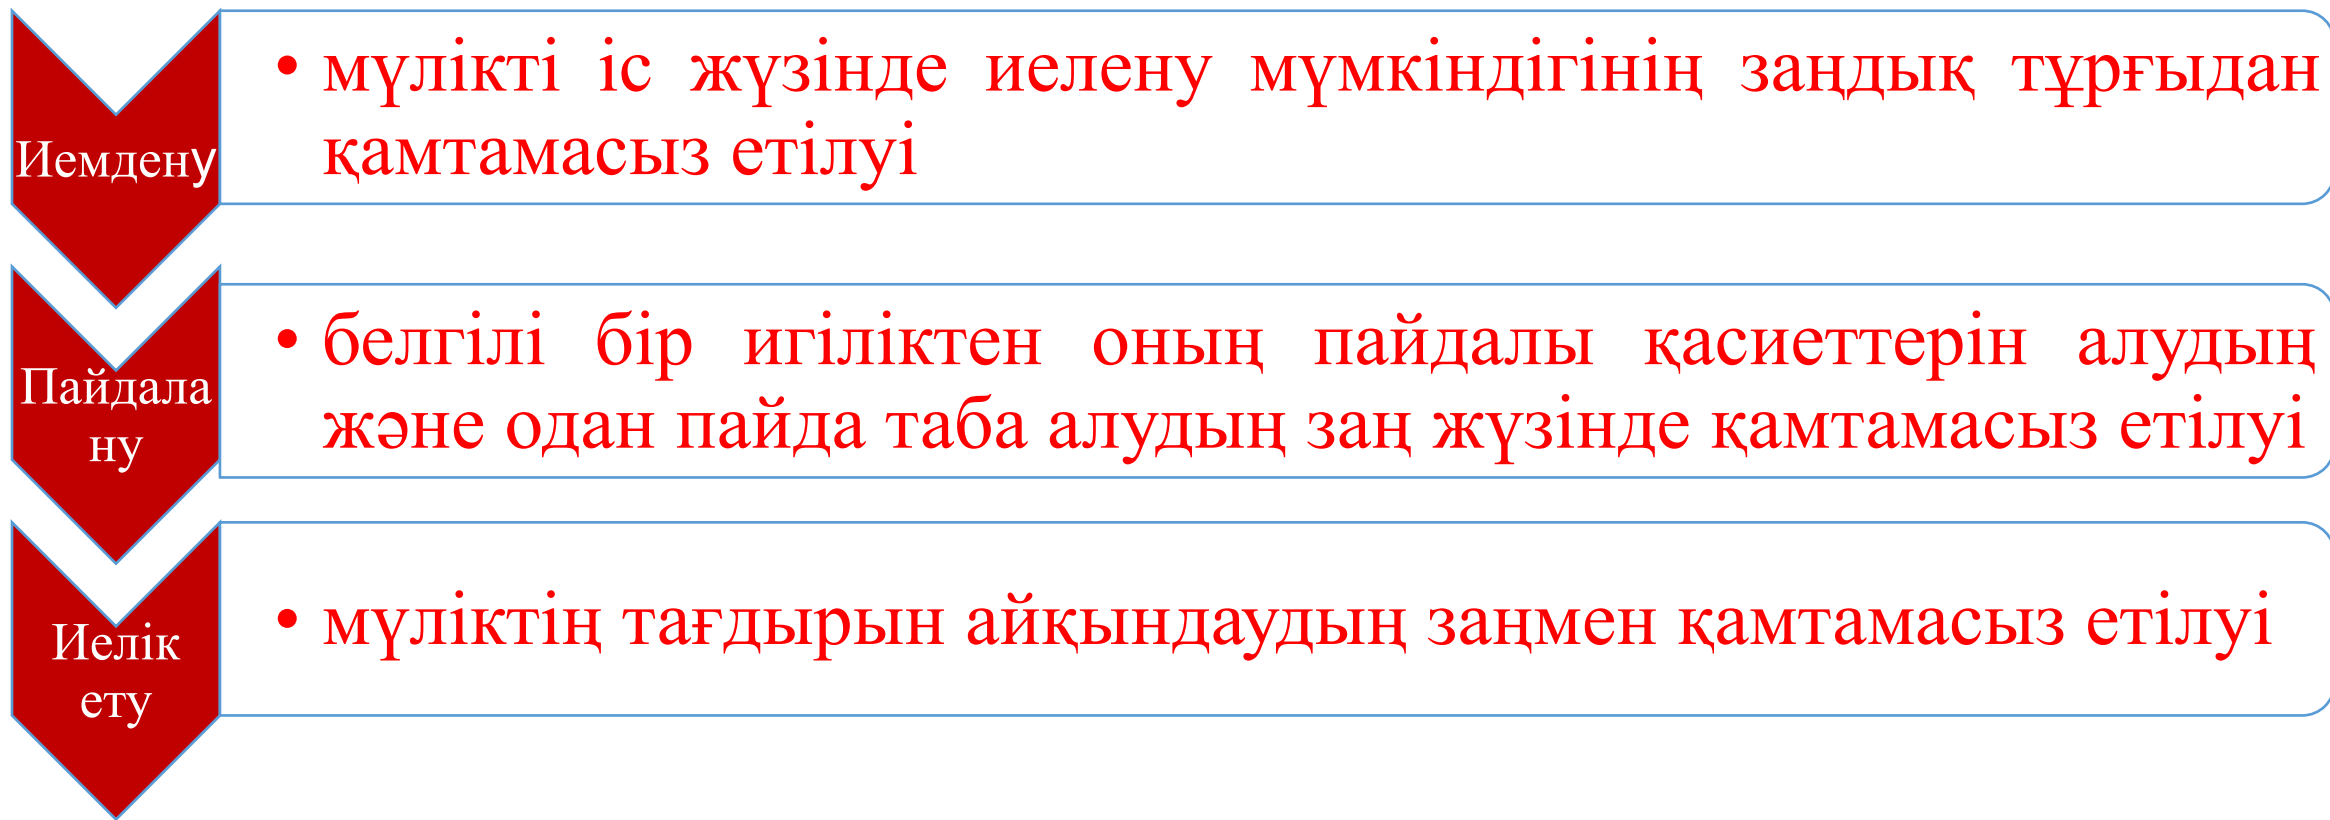 Иемдену
• мүлікті іс жүзінде иелену мүмкіндігінің заңдық тұрғыдан
қамтамасыз етілуі
Пайдала
ну
• белгілі бір игіліктен оның пайдалы қасиеттерін алудың
және одан пайда таба алудың заң жүзінде қамтамасыз етілуі
Иелік
ету
• мүліктің тағдырын айқындаудың заңмен қамтамасыз етілуі